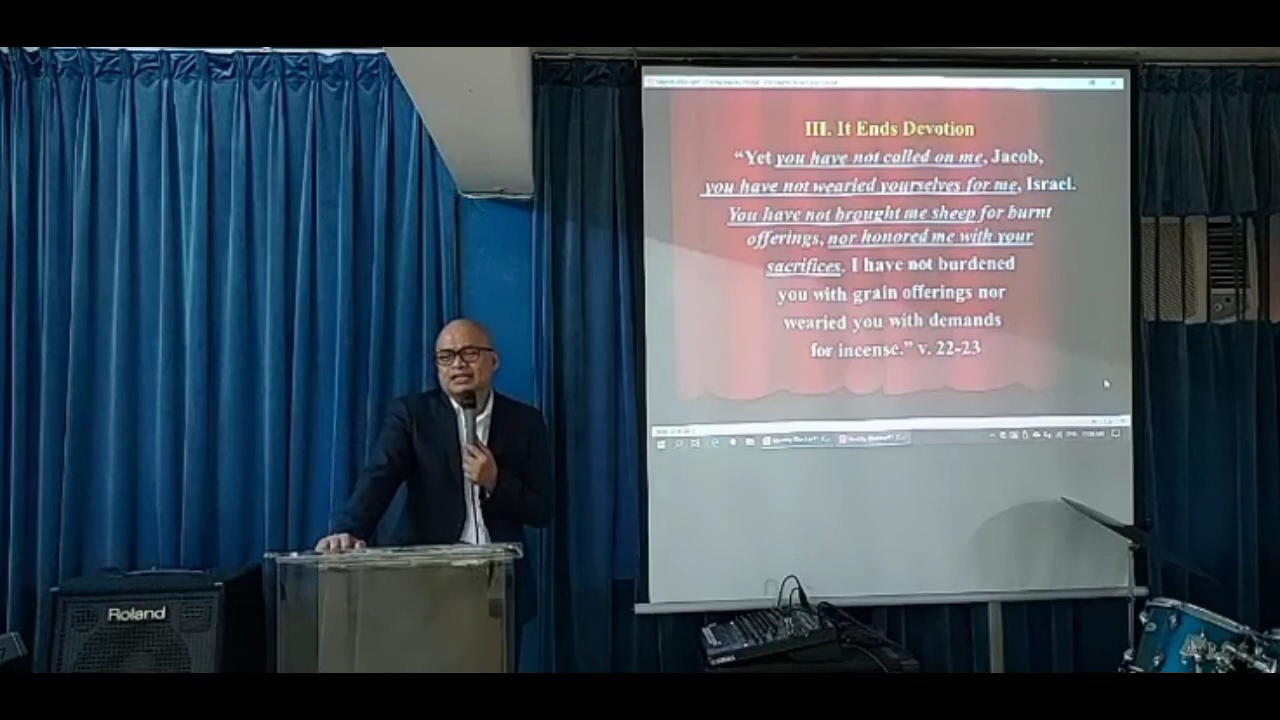 III. It Ends Devotion
“Yet you have not called on me, Jacob,
you have not wearied yourselves for me, Israel.
You have not brought me sheep for burnt
offerings, nor honored me with your
sacrifices. I have not burdened
you with grain offerings nor
wearied you with demands
for incense.” v. 22-23
Roland